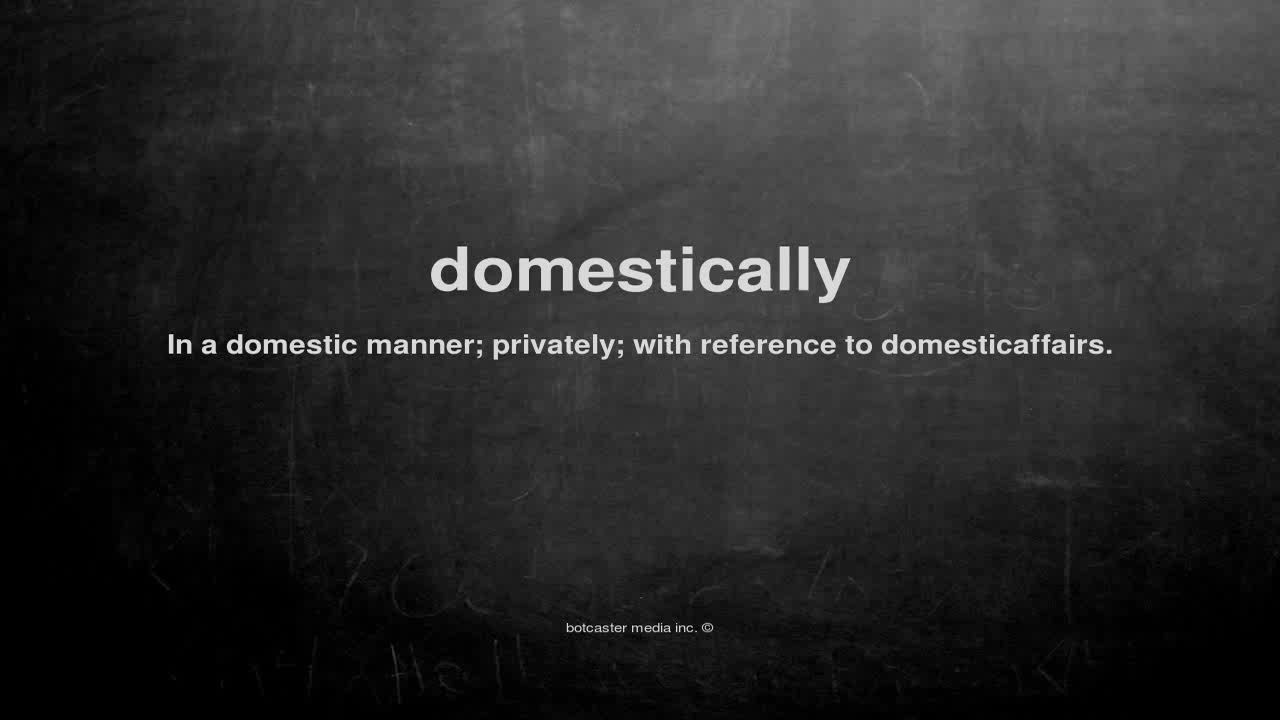 domestically
In a domestic manner; privately; with reference to domesticaffairs.
botcaster media inc. ©